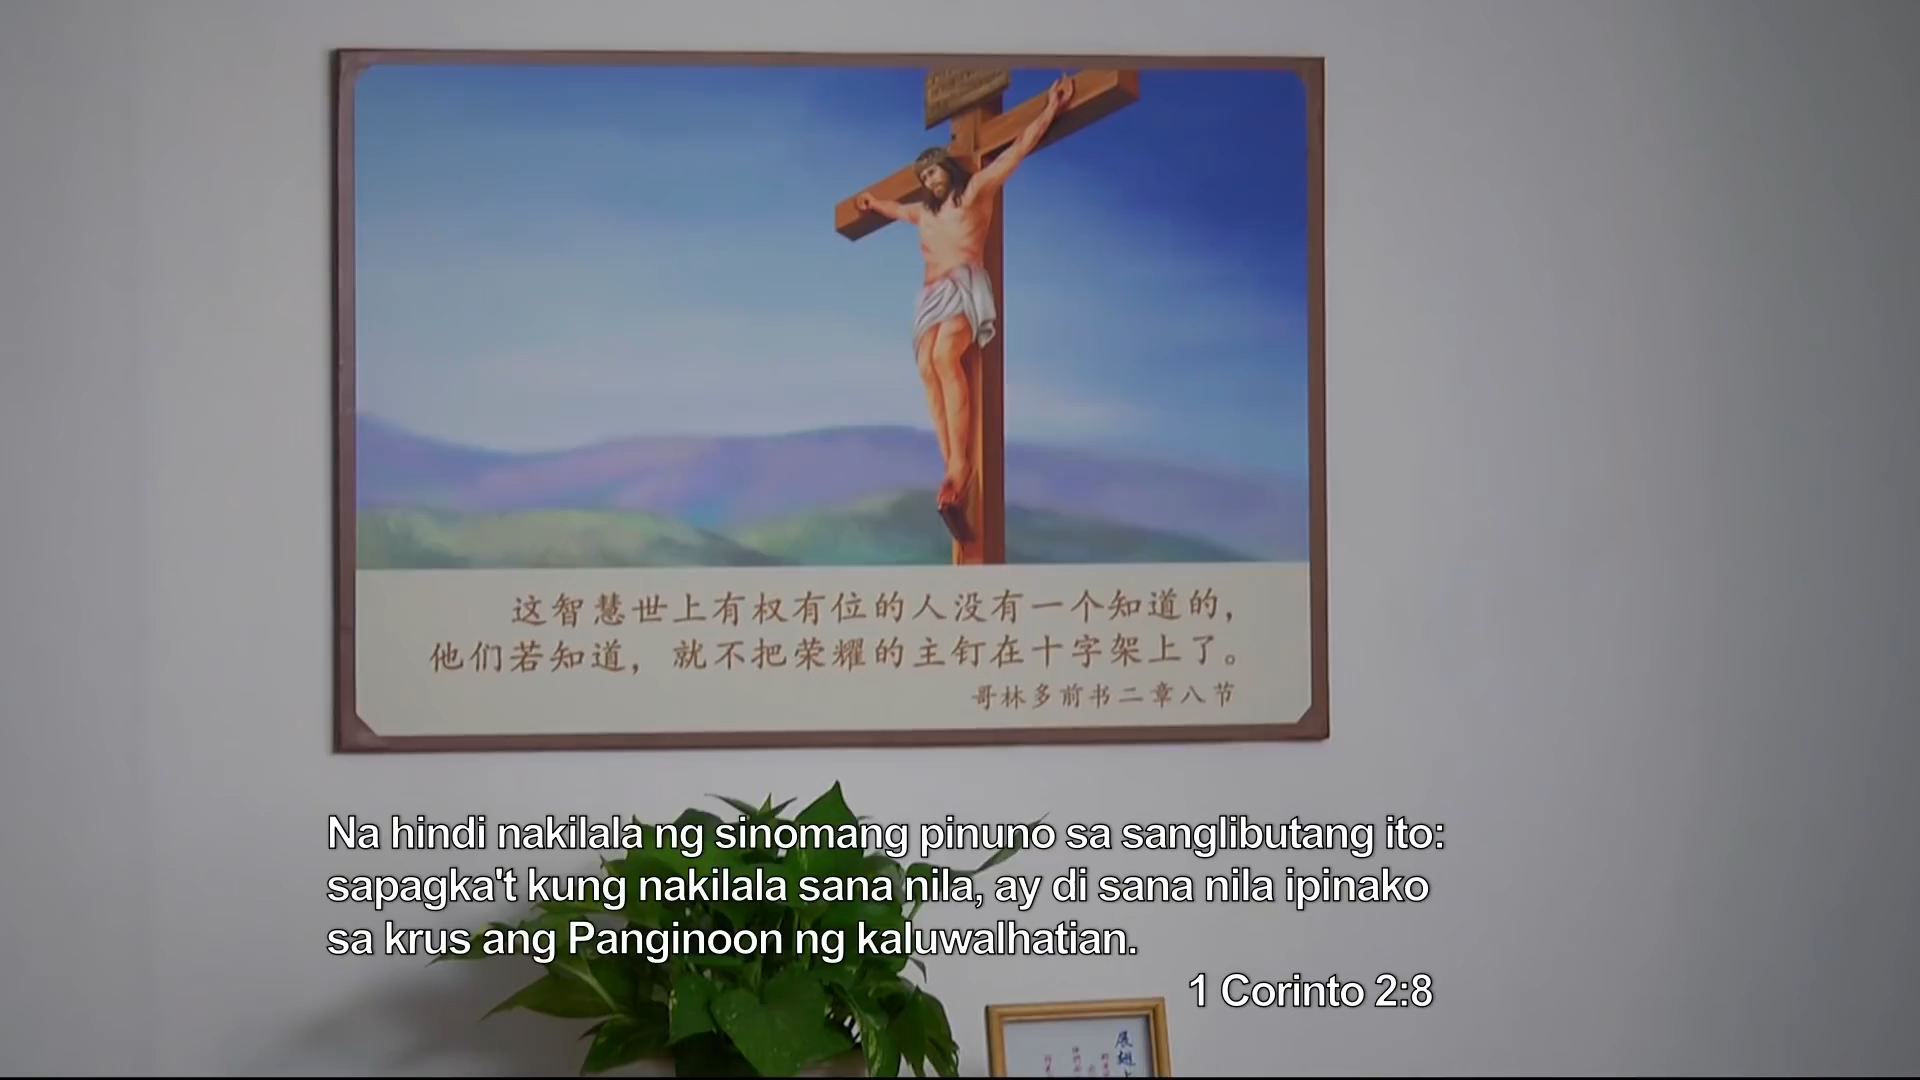 这智慧世上有权有位的人没有一个知道的，
他们若知道，就不把荣耀的主钉在十字架上了。
哥林多前书二章八节
Na hindi nakilala ng sinomang pinuno sa sanglibutang ito:
sapagka't kung nakilala sana nila, ay di sana nila ipinako
sa krus ang Panginoon ng kaluwalhatian.
1 Corinto 2:8